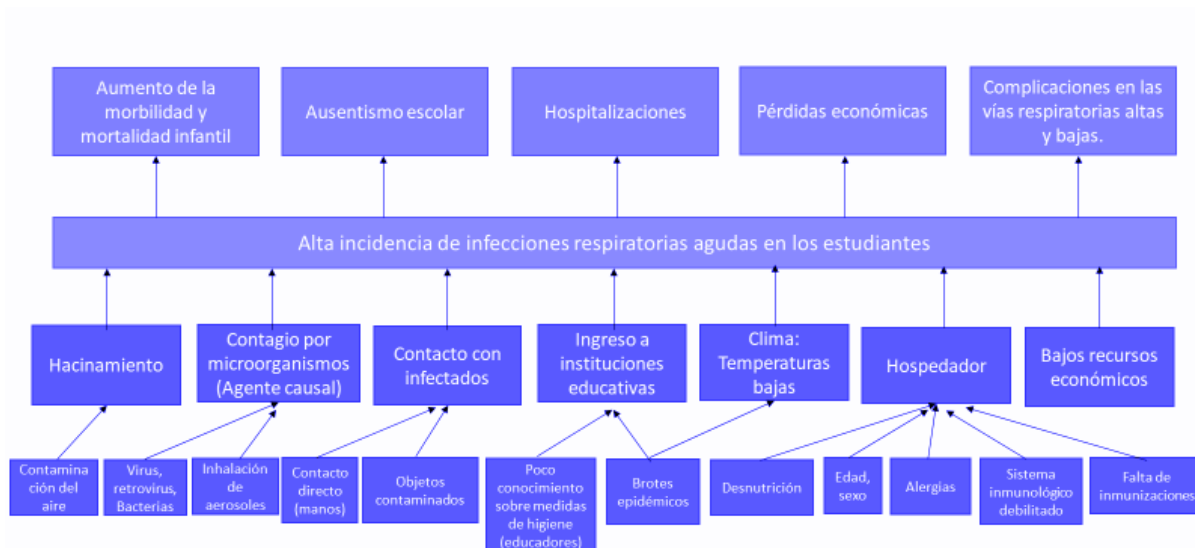 Aumento de la
morbilidad y
mortalidad infantil
Ausentismo escolar
Hospitalizaciones
Pérdidas económicas
Complicaciones en las
vías respiratorias altas
y bajas.
Alta incidencia de infecciones respiratorias agudas en los estudiantes
Hacinamiento
Contagio por
microorganismos
(Agente causal)
Contacto con
infectados
Ingreso a
instituciones
educativas
Clima:
Temperaturas
bajas
Hospedador
Bajos recursos
económicos
Contamina
ción del
aire
Virus,
retrovirus,
Bacterias
Inhalación
de
aerosoles
Contacto
directo
(manos)
Objetos
contaminados
Poco
conocimiento
sobre medidas
de higiene
(educadores)
Brotes
epidémicos
Desnutrición
Edad,
sexo
Alergias
Sistema
inmunológico
debilitado
Falta de
inmunizaciones